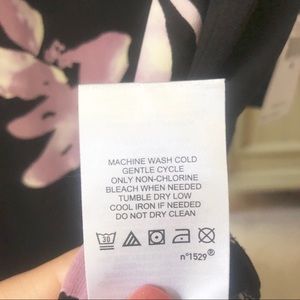 MACHINE WASH COLD
GENTLE CYCLE
ONLY NON-CHLORINE
BLEACH WHEN NEEDED
TUMBLE DRY LOW
COOL IRON IF NEEDED
DO NOT DRY CLEAN
30
n°1529®